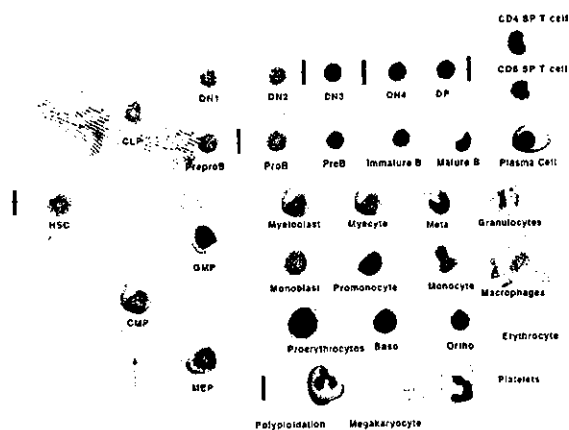 CD4 SP T cell
CD8 SP T cell
DN1
DN2
DN3
DN4
DP
CLP
PreproB
ProB
PreB
Immature B
Mature B
Plasma Cell
HSC
Myeloblast
Myecyte
Meta
Granulocytes
GMP
Monoblast
Promonocyte
Monocyte
Macrophages
CMP
Proerythrocytes
Baso
Ortho
Erythrocyte
MEP
Platelets
Polyploidation
Megakaryocyte